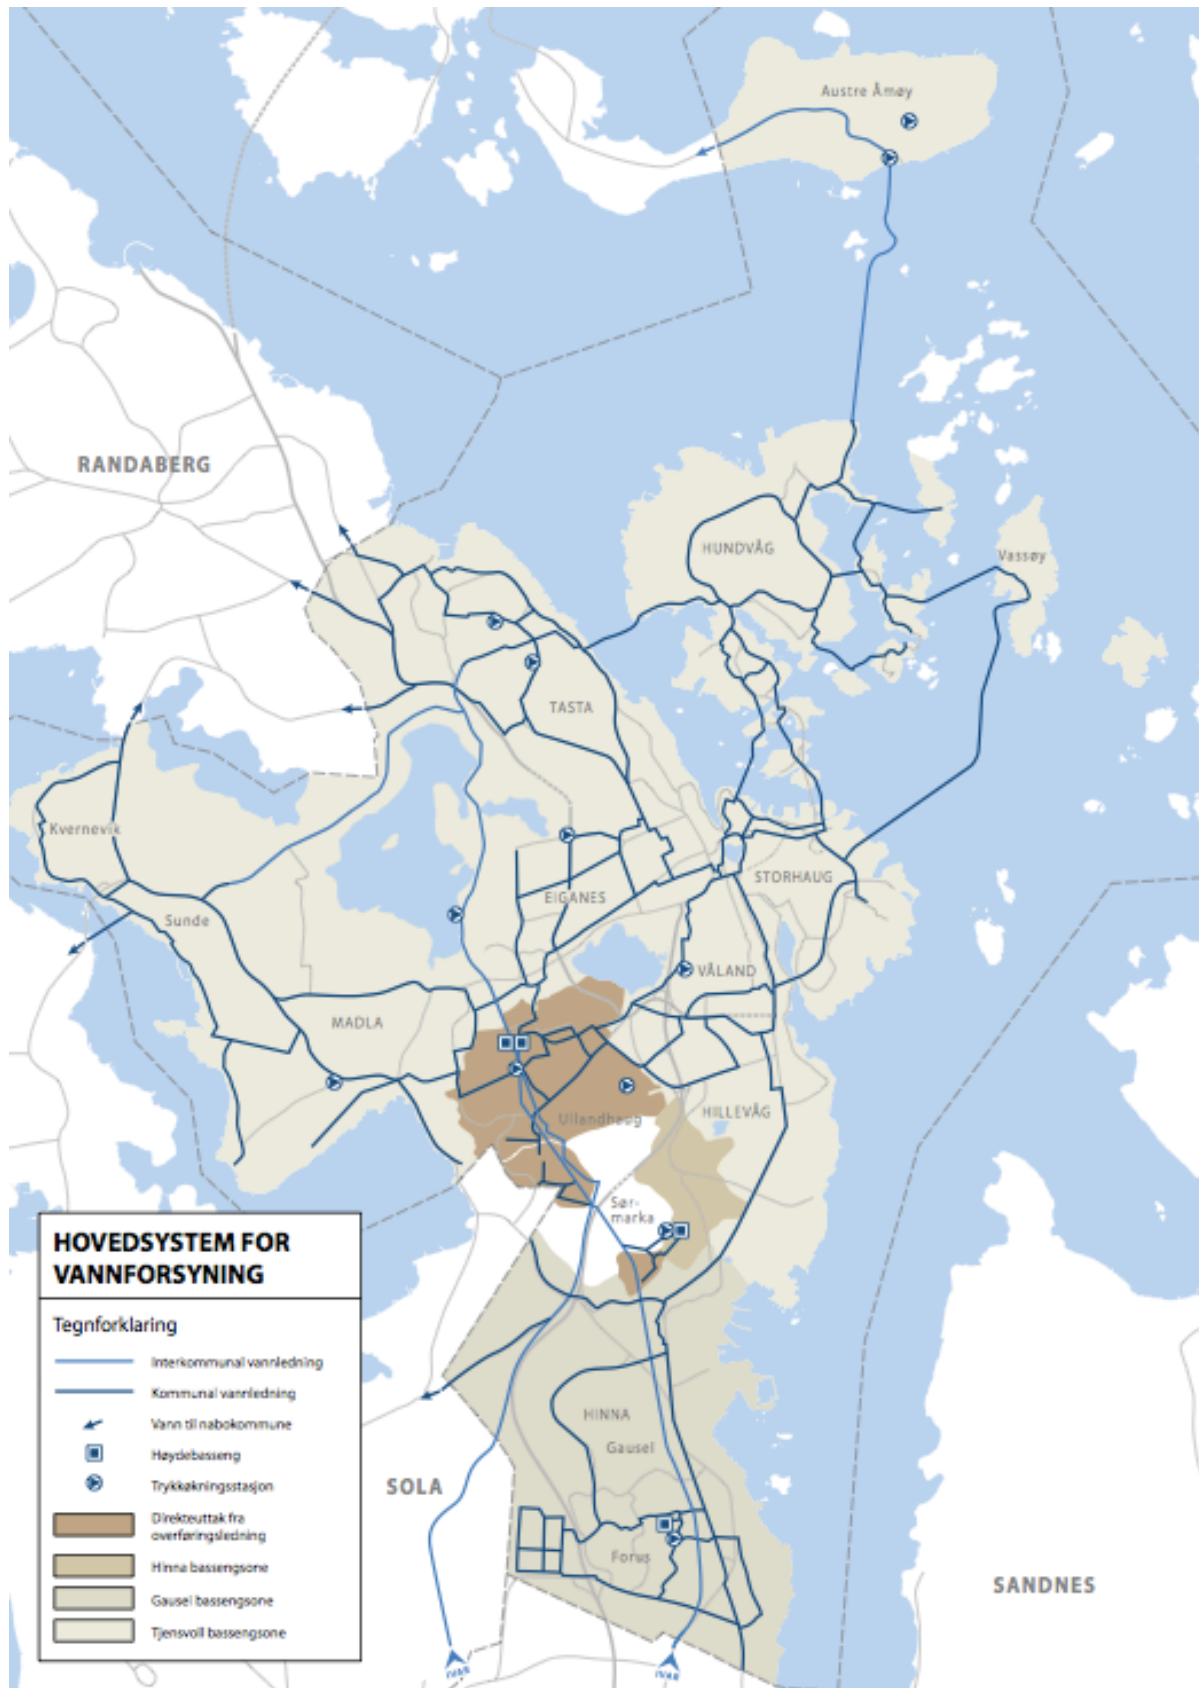 Austre Åmøy
RANDABERG
HUNDVÅG
Vassøy
TASTA
Kvernevik
STORHAUG
EIGANES
Sunde
VÅLAND
MADLA
HILLEVÅG
Ullandhaug
Sør-
marka
HOVEDSYSTEM FOR
VANNFORSYNING
Tegnforklaring
Interkommunal vannledning
Kommunal vannledning
Vann til nabokommune
Høydebasseng
Trykkøkningsstasjon
Direkteuttak fra
overføringsledning
Hinna bassengsone
Gausel bassengsone
Tjensvoll bassengsone
HINNA
Gausel
SOLA
Forus
SANDNES
IVAR
IVAR